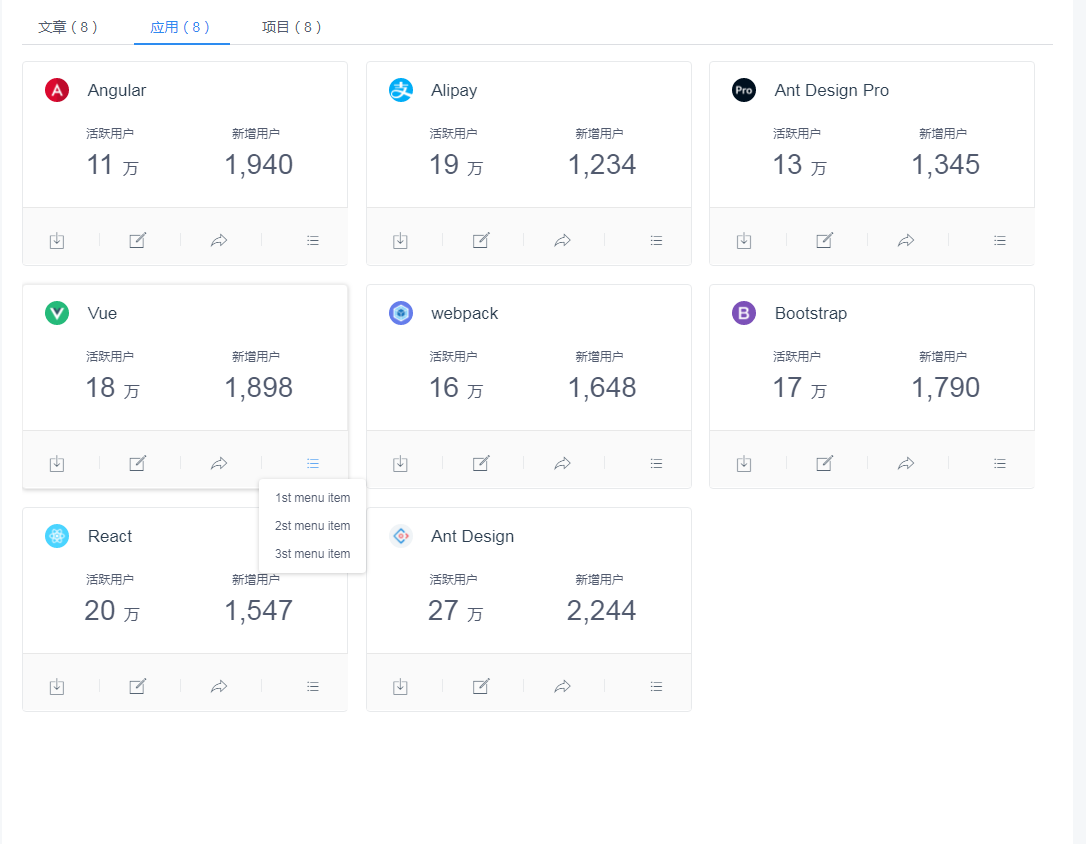 文章 ( 8 ) 应用 ( 8 ) 项目 ( 8 )
Angular
活跃用户 新增用户
11 万 1,940
Alipay
活跃用户 新增用户
19 万 1,234
Pro Ant Design Pro
活跃用户 新增用户
13 万 1,345
Vue
活跃用户 新增用户
18 万 1,898
1st menu item
2st menu item
3st menu item
webpack
活跃用户 新增用户
16 万 1,648
B Bootstrap
活跃用户 新增用户
17 万 1,790
React
活跃用户 新增用户
20 万 1,547
Ant Design
活跃用户 新增用户
27 万 2,244